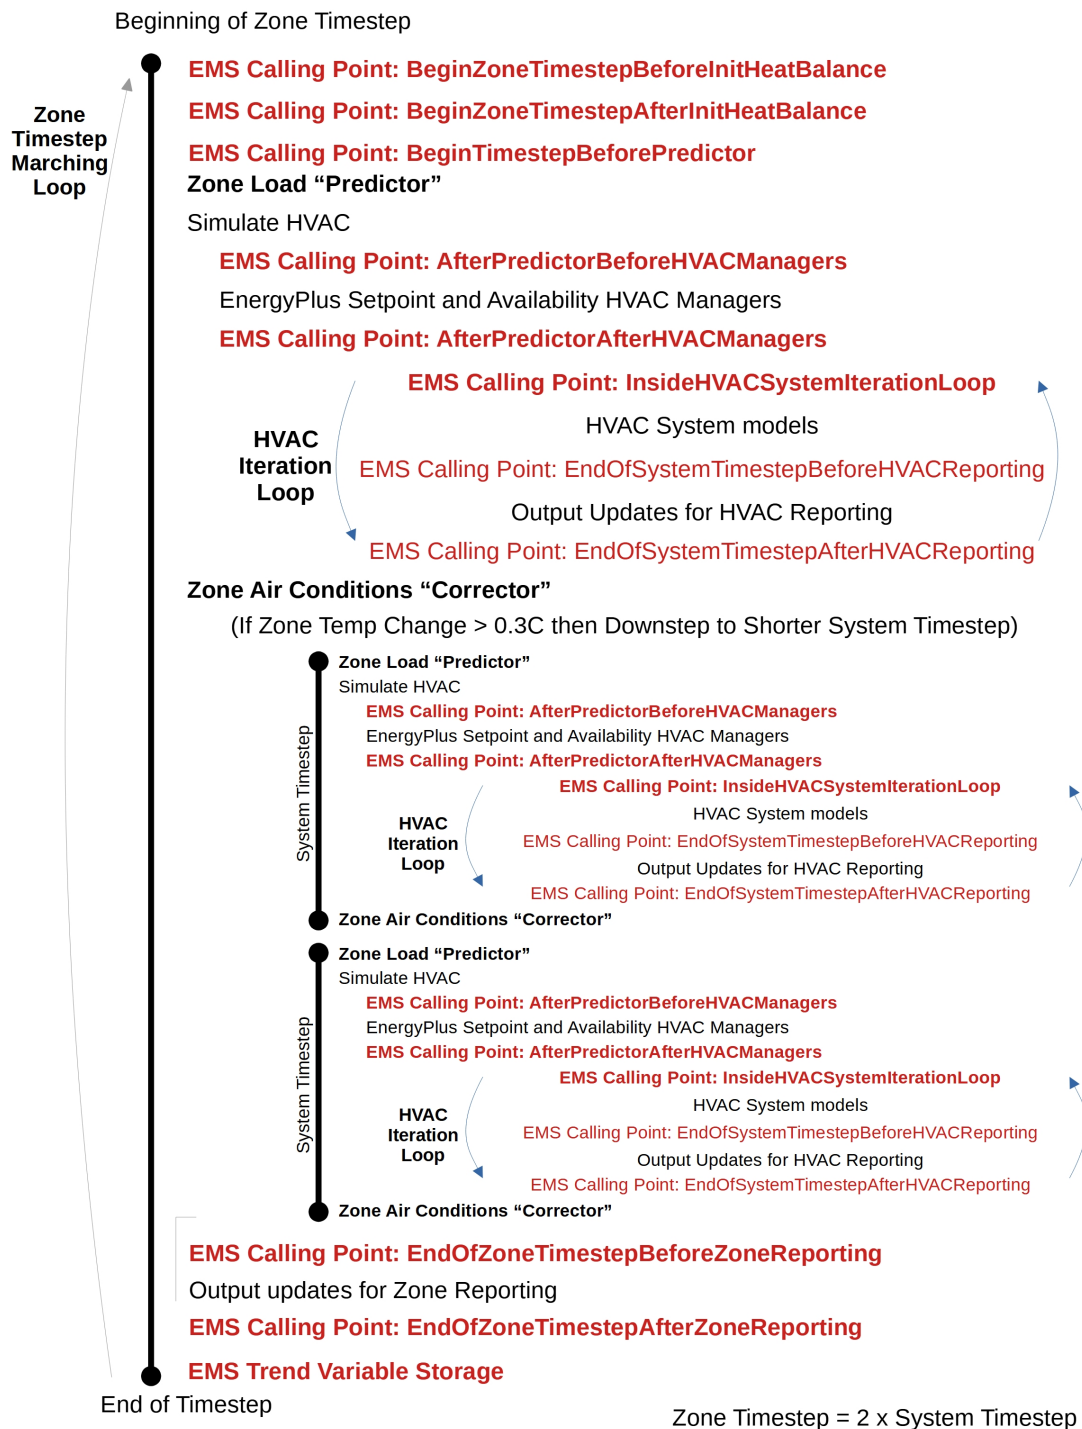 Beginning of Zone Timestep
EMS Calling Point: BeginZoneTimestepBeforeInitHeatBalance
Zone
Timestep
Marching
Loop
EMS Calling Point: BeginZoneTimestepAfterInitHeatBalance
EMS Calling Point: BeginTimestepBeforePredictor
Zone Load “Predictor”
Simulate HVAC
EMS Calling Point: AfterPredictorBeforeHVACManagers
EnergyPlus Setpoint and Availability HVAC Managers
EMS Calling Point: AfterPredictorAfterHVACManagers
EMS Calling Point: InsideHVACSystemIterationLoop
HVAC System models
HVAC
Iteration
Loop
EMS Calling Point: EndOfSystemTimestepBeforeHVACReporting
Output Updates for HVAC Reporting
EMS Calling Point: EndOfSystemTimestepAfterHVACReporting
Zone Air Conditions “Corrector”
(If Zone Temp Change > 0.3C then Downstep to Shorter System Timestep)
Zone Load “Predictor”
Simulate HVAC
EMS Calling Point: AfterPredictorBeforeHVACManagers
EnergyPlus Setpoint and Availability HVAC Managers
EMS Calling Point: AfterPredictorAfterHVACManagers
System Timestep
EMS Calling Point: InsideHVACSystemIterationLoop
HVAC System models
HVAC
Iteration
Loop
EMS Calling Point: EndOfSystemTimestepBeforeHVACReporting
Output Updates for HVAC Reporting
EMS Calling Point: EndOfSystemTimestepAfterHVACReporting
Zone Air Conditions “Corrector”
Zone Load “Predictor”
Simulate HVAC
EMS Calling Point: AfterPredictorBeforeHVACManagers
EnergyPlus Setpoint and Availability HVAC Managers
EMS Calling Point: AfterPredictorAfterHVACManagers
System Timestep
EMS Calling Point: InsideHVACSystemIterationLoop
HVAC System models
HVAC
Iteration
Loop
EMS Calling Point: EndOfSystemTimestepBeforeHVACReporting
Output Updates for HVAC Reporting
EMS Calling Point: EndOfSystemTimestepAfterHVACReporting
Zone Air Conditions “Corrector”
EMS Calling Point: EndOfZoneTimestepBeforeZoneReporting
Output updates for Zone Reporting
EMS Calling Point: EndOfZoneTimestepAfterZoneReporting
EMS Trend Variable Storage
End of Timestep
Zone Timestep = 2 x System Timestep